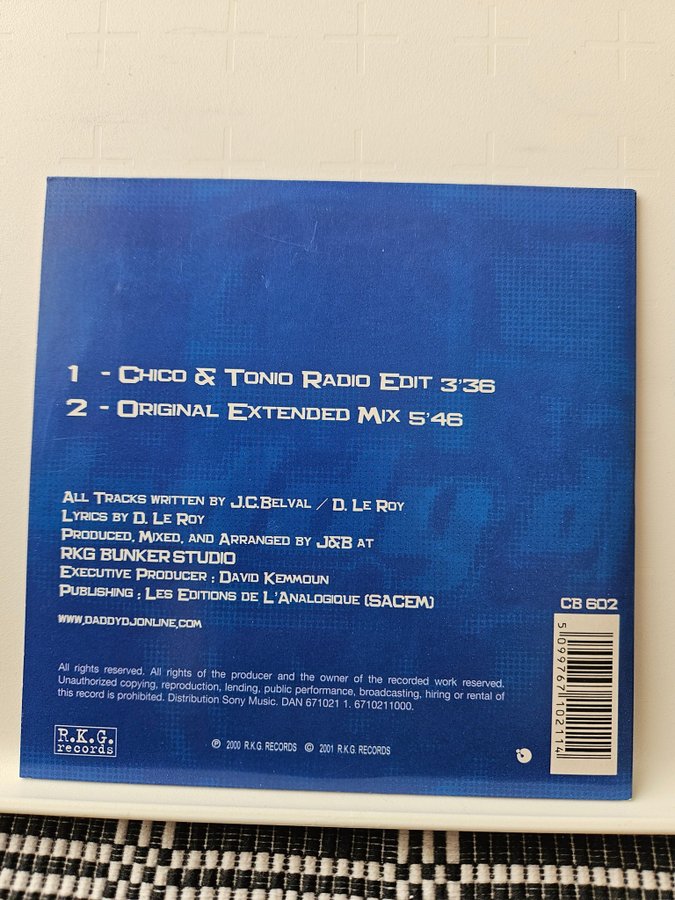 1 - Chico & Tonio Radio Edit 3'36
2 - Original Extended Mix 5'46
All Tracks written by J.C.Belval / D. Le Roy
Lyrics by D. Le Roy
Produced, Mixed, and Arranged by J&B at
RKG BUNKER STUDIO
Executive Producer : David Kemmoun
Publishing : Les Editions de L'Analogique (SACEM)
www.daddydjonline.com
CB 602
5099767102114
All rights reserved. All rights of the producer and the owner of the recorded work reserved.
Unauthorized copying, reproduction, lending, public performance, broadcasting, hiring or rental of
this record is prohibited. Distribution Sony Music. DAN 671021 1. 6710211000.
R.K.G.
records
℗ 2000 R.K.G. RECORDS © 2001 R.K.G. RECORDS